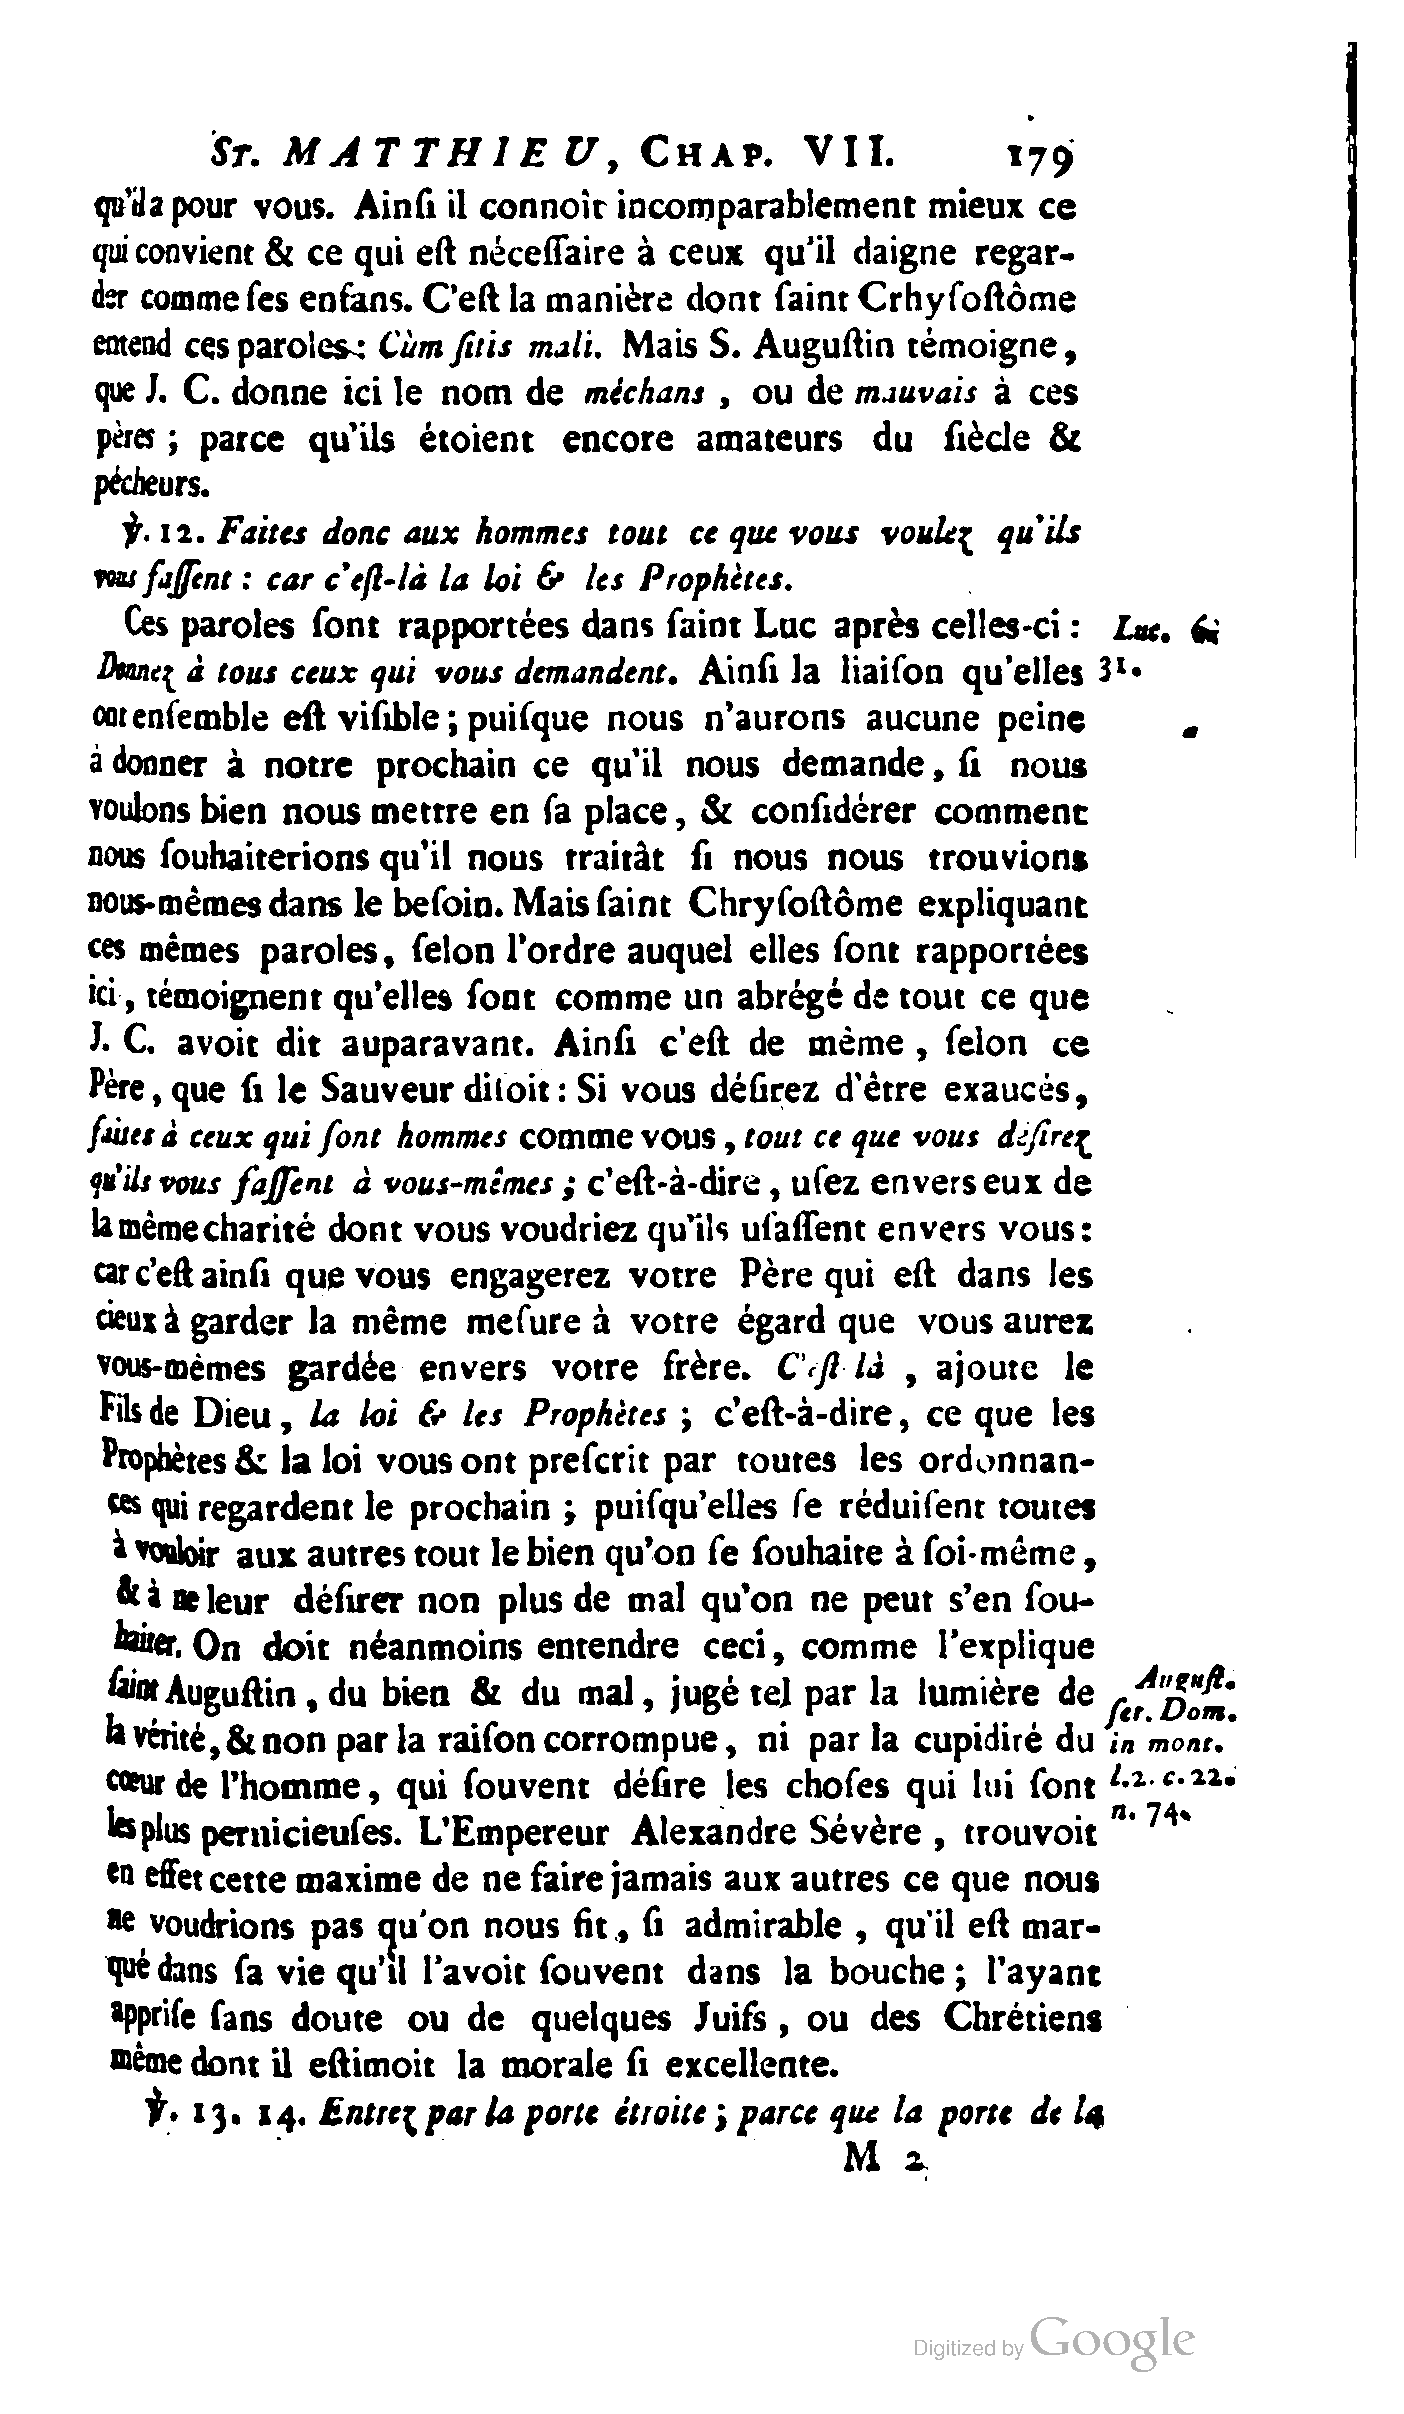 St. MATTHIEU, CHAP. VII. 179
qu'il a pour vous. Ainſi il connoît incomparablement mieux ce
qui convient & ce qui eſt néceſſaire à ceux qu'il daigne regar-
der comme ſes enfans. C'eſt la manière dont ſaint Crhyſoſtôme
entend ces paroles: Cùm ſitis mali. Mais S. Auguſtin témoigne,
que J. C. donne ici le nom de méchans, ou de mauvais à ces
pères; parce qu'ils étoient encore amateurs du ſiècle &
pécheurs.
℣. 12. Faites donc aux hommes tout ce que vous voulez qu'ils
vous faſſent: car c'eſt-là la loi & les Prophètes.
Ces paroles ſont rapportées dans ſaint Luc après celles-ci: Luc. 6.
Donnez à tous ceux qui vous demandent. Ainſi la liaiſon qu'elles 31.
ont enſemble eſt viſible; puiſque nous n'aurons aucune peine
à donner à notre prochain ce qu'il nous demande, ſi nous
voulons bien nous mettre en ſa place, & conſidérer comment
nous ſouhaiterions qu'il nous traitât ſi nous nous trouvions
nous-mêmes dans le beſoin. Mais ſaint Chryſoſtôme expliquant
ces mêmes paroles, ſelon l'ordre auquel elles ſont rapportées
ici, témoignent qu'elles ſont comme un abrégé de tout ce que
J. C. avoit dit auparavant. Ainſi c'eſt de même, ſelon ce
Père, que ſi le Sauveur diſoit: Si vous déſirez d'être exaucés,
faites à ceux qui ſont hommes comme vous, tout ce que vous déſirez
qu'ils vous faſſent à vous-mêmes; c'eſt-à-dire, uſez envers eux de
la même charité dont vous voudriez qu'ils uſaſſent envers vous:
car c'eſt ainſi que vous engagerez votre Père qui eſt dans les
cieux à garder la même meſure à votre égard que vous aurez
vous-mêmes gardée envers votre frère. C'eſt là, ajoute le
Fils de Dieu, la loi & les Prophètes; c'eſt-à-dire, ce que les
Prophètes & la loi vous ont preſcrit par toutes les ordonnan-
ces qui regardent le prochain; puiſqu'elles ſe réduiſent toutes
à vouloir aux autres tout le bien qu'on ſe ſouhaite à ſoi-même,
& à ne leur déſirer non plus de mal qu'on ne peut s'en ſou-
haiter. On doit néanmoins entendre ceci, comme l'explique
ſaint Auguſtin, du bien & du mal, jugé tel par la lumière de Auguſt.
ſer. Dom.
la vérité, & non par la raiſon corrompue, ni par la cupidité du in mont.
cœur de l'homme, qui ſouvent déſire les choſes qui lui ſont l.2. c. 22.
les plus pernicieuſes. L'Empereur Alexandre Sévère, trouvoit n. 74.
en effet cette maxime de ne faire jamais aux autres ce que nous
ne voudrions pas qu'on nous fit, ſi admirable, qu'il eſt mar-
qué dans ſa vie qu'il l'avoit ſouvent dans la bouche; l'ayant
appriſe ſans doute ou de quelques Juifs, ou des Chrétiens
même dont il eſtimoit la morale ſi excellente.
℣. 13. 14. Entrez par la porte étroite; parce que la porte de la
M 2
Digitized by Google